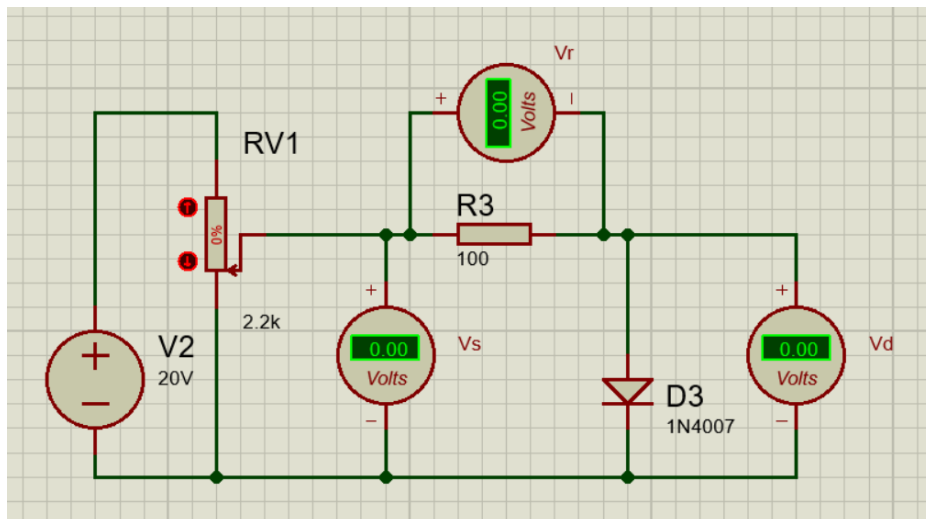 Vr
+
0.00
Volts
RV1
0%
2.2k
R3
100
V2
20V
+
0.00
Volts
Vs
D3
1N4007
+
0.00
Volts
Vd